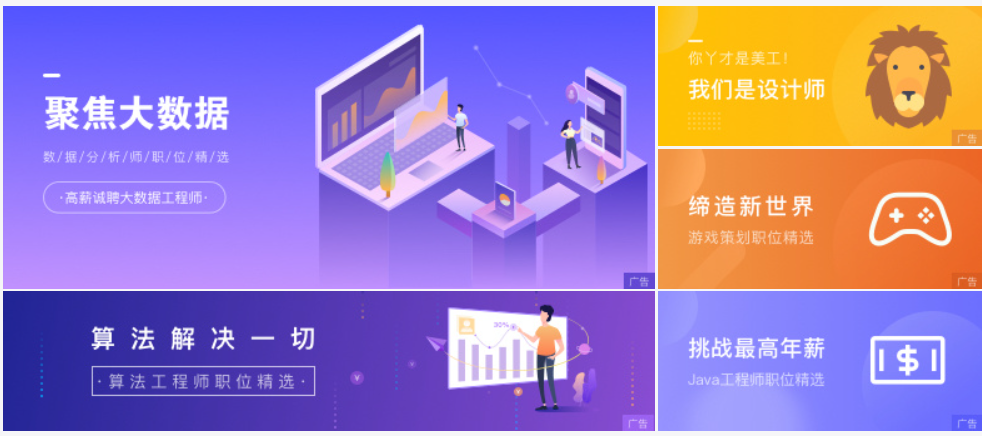 聚焦大数据
数/据/分/析/师/职/位/精/选
·高薪诚聘大数据工程师·
广告
你丫才是美工!
我们是设计师
广告
缔造新世界
游戏策划职位精选
广告
算法解决一切
·算法工程师职位精选·
30%
¥
¥
广告
挑战最高年薪
Java工程师职位精选
$
广告